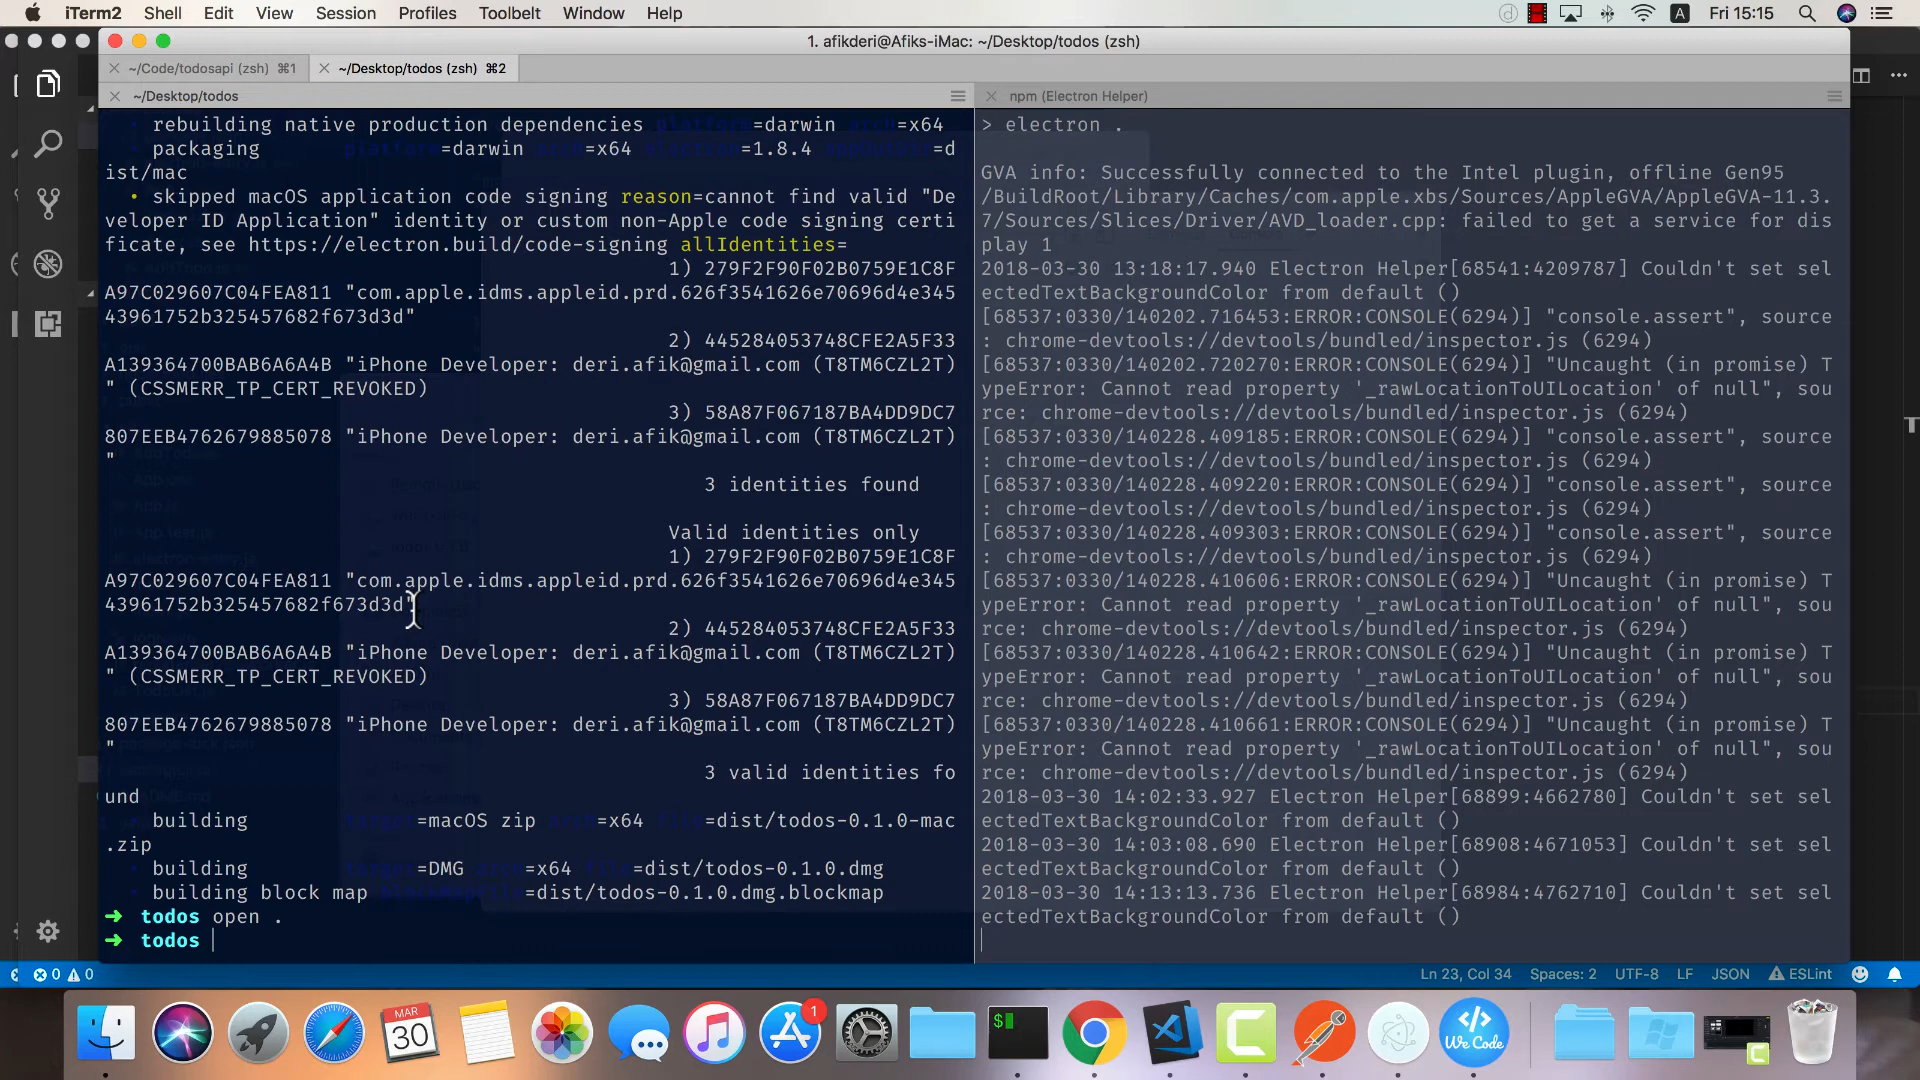 iTerm2 Shell Edit View Session Profiles Toolbelt Window Help
A Fri 15:15
1. afikderi@Afiks-iMac: ~/Desktop/todos (zsh)
~/Code/todosapi (zsh) ⌘1
~/Desktop/todos (zsh) ⌘2
~/Desktop/todos
• rebuilding native production dependencies platform=darwin arch=x64
• packaging platform=darwin arch=x64 electron=1.8.4 appOutDir=d
ist/mac
• skipped macOS application code signing reason=cannot find valid "De
veloper ID Application" identity or custom non-Apple code signing certi
ficate, see https://electron.build/code-signing allIdentities=
1) 279F2F90F02B0759E1C8F
A97C029607C04FEA811 "com.apple.idms.appleid.prd.626f3541626e70696d4e345
43961752b325457682f673d3d"
2) 445284053748CFE2A5F33
A139364700BAB6A6A4B "iPhone Developer: deri.afik@gmail.com (T8TM6CZL2T)
" (CSSMERR_TP_CERT_REVOKED)
3) 58A87F067187BA4DD9DC7
807EEB4762679885078 "iPhone Developer: deri.afik@gmail.com (T8TM6CZL2T)
"
3 identities found
Valid identities only
1) 279F2F90F02B0759E1C8F
A97C029607C04FEA811 "com.apple.idms.appleid.prd.626f3541626e70696d4e345
43961752b325457682f673d3d"
2) 445284053748CFE2A5F33
A139364700BAB6A6A4B "iPhone Developer: deri.afik@gmail.com (T8TM6CZL2T)
" (CSSMERR_TP_CERT_REVOKED)
3) 58A87F067187BA4DD9DC7
807EEB4762679885078 "iPhone Developer: deri.afik@gmail.com (T8TM6CZL2T)
"
3 valid identities fo
und
• building target=macOS zip arch=x64 file=dist/todos-0.1.0-mac
.zip
• building target=DMG arch=x64 file=dist/todos-0.1.0.dmg
• building block map blockMapFile=dist/todos-0.1.0.dmg.blockmap
➜ todos open .
➜ todos
npm (Electron Helper)
> electron .
GVA info: Successfully connected to the Intel plugin, offline Gen95
/BuildRoot/Library/Caches/com.apple.xbs/Sources/AppleGVA/AppleGVA-11.3.
7/Sources/Slices/Driver/AVD_loader.cpp: failed to get a service for dis
play 1
2018-03-30 13:18:17.940 Electron Helper[68541:4209787] Couldn't set sel
ectedTextBackgroundColor from default ()
[68537:0330/140202.716453:ERROR:CONSOLE(6294)] "console.assert", source
: chrome-devtools://devtools/bundled/inspector.js (6294)
[68537:0330/140202.720270:ERROR:CONSOLE(6294)] "Uncaught (in promise) T
ypeError: Cannot read property '_rawLocationToUILocation' of null", sou
rce: chrome-devtools://devtools/bundled/inspector.js (6294)
[68537:0330/140228.409185:ERROR:CONSOLE(6294)] "console.assert", source
: chrome-devtools://devtools/bundled/inspector.js (6294)
[68537:0330/140228.409220:ERROR:CONSOLE(6294)] "console.assert", source
: chrome-devtools://devtools/bundled/inspector.js (6294)
[68537:0330/140228.409303:ERROR:CONSOLE(6294)] "console.assert", source
: chrome-devtools://devtools/bundled/inspector.js (6294)
[68537:0330/140228.410606:ERROR:CONSOLE(6294)] "Uncaught (in promise) T
ypeError: Cannot read property '_rawLocationToUILocation' of null", sou
rce: chrome-devtools://devtools/bundled/inspector.js (6294)
[68537:0330/140228.410642:ERROR:CONSOLE(6294)] "Uncaught (in promise) T
ypeError: Cannot read property '_rawLocationToUILocation' of null", sou
rce: chrome-devtools://devtools/bundled/inspector.js (6294)
[68537:0330/140228.410661:ERROR:CONSOLE(6294)] "Uncaught (in promise) T
ypeError: Cannot read property '_rawLocationToUILocation' of null", sou
rce: chrome-devtools://devtools/bundled/inspector.js (6294)
2018-03-30 14:02:33.927 Electron Helper[68899:4662780] Couldn't set sel
ectedTextBackgroundColor from default ()
2018-03-30 14:03:08.690 Electron Helper[68908:4671053] Couldn't set sel
ectedTextBackgroundColor from default ()
2018-03-30 14:13:13.736 Electron Helper[68984:4762710] Couldn't set sel
ectedTextBackgroundColor from default ()
0 0
Ln 23, Col 34 Spaces: 2 UTF-8 LF JSON ESLint
MAR
30
1
$
</>
We Code